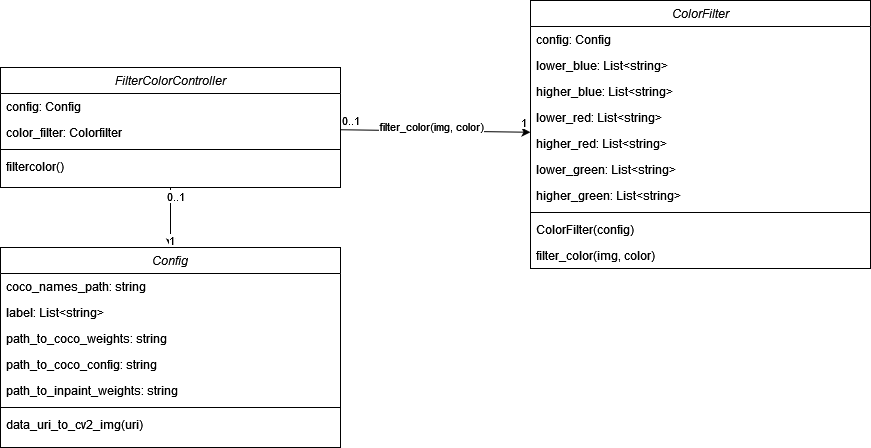 ColorFilter
config: Config
lower_blue: List<string>
higher_blue: List<string>
lower_red: List<string>
higher_red: List<string>
lower_green: List<string>
higher_green: List<string>
ColorFilter(config)
filter_color(img, color)
FilterColorController
config: Config
color_filter: Colorfilter
filtercolor()
0..1
filter_color(img, color)
1
0..1
1
Config
coco_names_path: string
label: List<string>
path_to_coco_weights: string
path_to_coco_config: string
path_to_inpaint_weights: string
data_uri_to_cv2_img(uri)